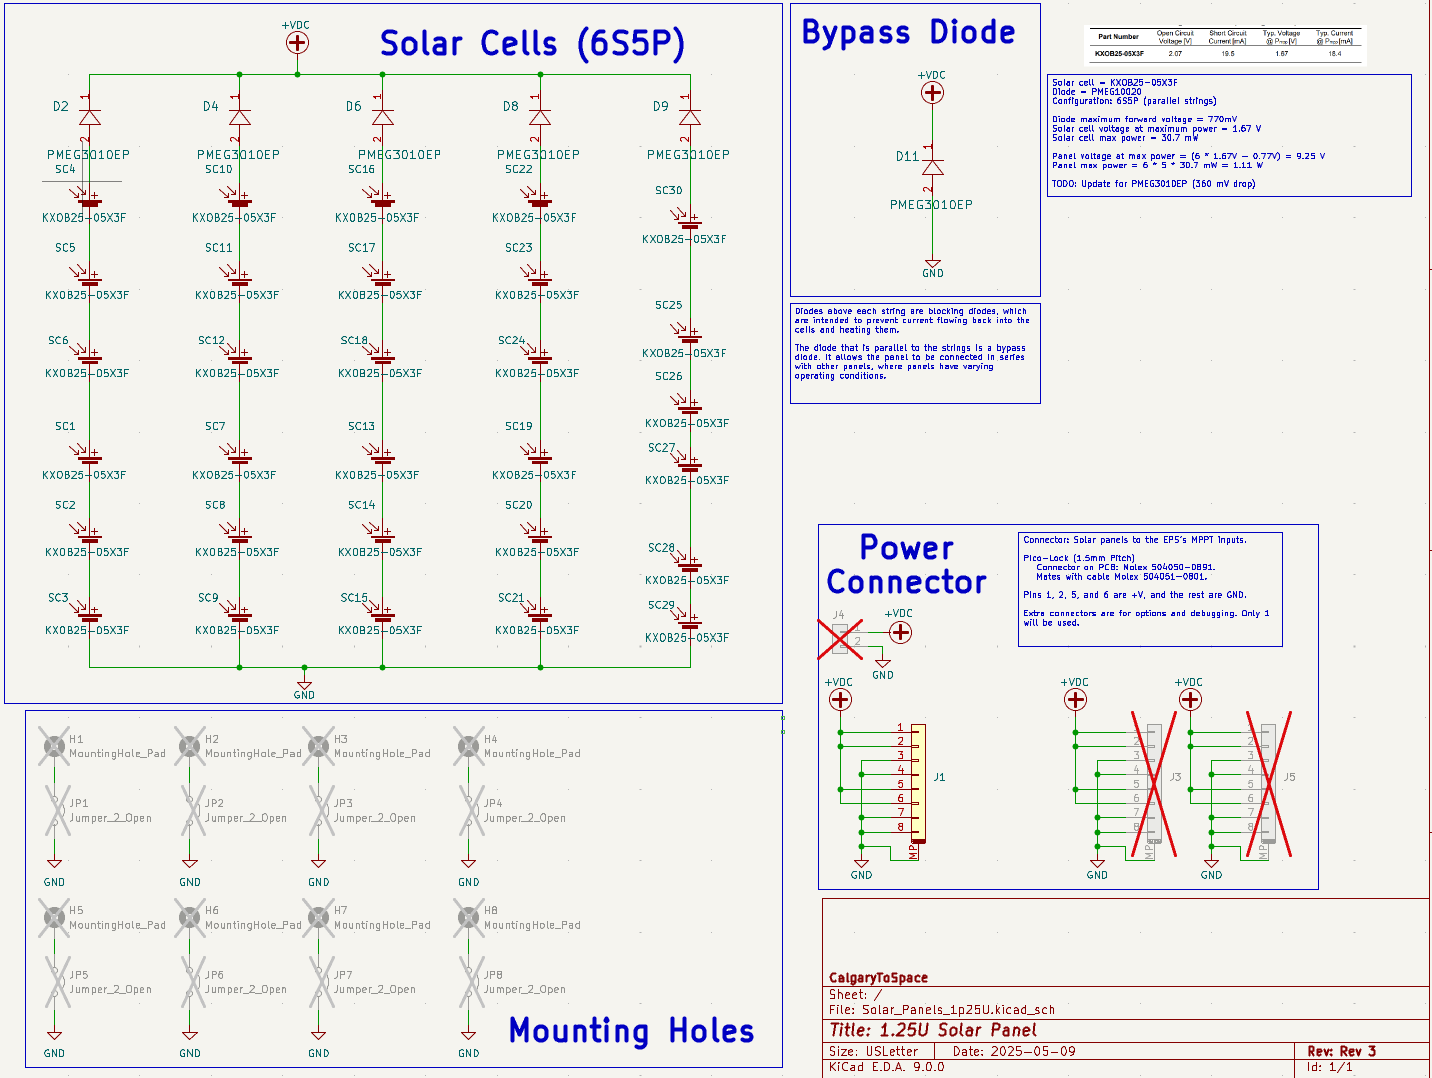 Solar Cells (6S5P)
+VDC
D2
1
2
PMEG3010EP
D4
1
2
PMEG3010EP
D6
1
2
PMEG3010EP
D8
1
2
PMEG3010EP
D9
1
2
PMEG3010EP
SC4
KXOB25-05X3F
SC10
KXOB25-05X3F
SC16
KXOB25-05X3F
SC22
KXOB25-05X3F
SC30
KXOB25-05X3F
SC5
KXOB25-05X3F
SC11
KXOB25-05X3F
SC17
KXOB25-05X3F
SC23
KXOB25-05X3F
SC25
KXOB25-05X3F
SC6
KXOB25-05X3F
SC12
KXOB25-05X3F
SC18
KXOB25-05X3F
SC24
KXOB25-05X3F
SC26
KXOB25-05X3F
SC1
KXOB25-05X3F
SC7
KXOB25-05X3F
SC13
KXOB25-05X3F
SC19
KXOB25-05X3F
SC27
KXOB25-05X3F
SC2
KXOB25-05X3F
SC8
KXOB25-05X3F
SC14
KXOB25-05X3F
SC20
KXOB25-05X3F
SC28
KXOB25-05X3F
SC3
KXOB25-05X3F
SC9
KXOB25-05X3F
SC15
KXOB25-05X3F
SC21
KXOB25-05X3F
SC29
KXOB25-05X3F
GND
Bypass Diode
+VDC
D11
1
2
PMEG3010EP
GND
Diodes above each string are blocking diodes, which
are intended to prevent current flowing back into the
cells and heating them.
The diode that is parallel to the strings is a bypass
diode. It allows the panel to be connected in series
with other panels, where panels have varying
operating conditions.
Part Number Open Circuit Voltage [V] Short Circuit Current [mA] Typ. Voltage @ Pmpp [V] Typ. Current @ Pmpp [mA]
KXOB25-05X3F 2.07 19.5 1.67 18.4
Solar cell = KXOB25-05X3F
Diode = PMEG10020
Configuration: 6S5P (parallel strings)
Diode maximum forward voltage = 770mV
Solar cell voltage at maximum power = 1.67 V
Solar cell max power = 30.7 mW
Panel voltage at max power = (6 * 1.67V - 0.77V) = 9.25 V
Panel max power = 6 * 5 * 30.7 mW = 1.11 W
TODO: Update for PMEG301DEP (360 mV drop)
Power
Connector
Connector: Solar panels to the EPS's MPPT inputs.
Pico-Lock (1.5mm Pitch)
Connector on PCB: Molex 504050-0891.
Mates with cable Molex 504051-0801.
Pins 1, 2, 5, and 6 are +V, and the rest are GND.
Extra connectors are for options and debugging. Only 1
will be used.
J4
1
2
+VDC
GND
+VDC
1
2
3
4
5
6
7
8
MP
J1
GND
+VDC
1
2
3
4
5
6
7
8
MP
J3
GND
+VDC
1
2
3
4
5
6
7
8
MP
J5
GND
H1
MountingHole_Pad
H2
MountingHole_Pad
H3
MountingHole_Pad
H4
MountingHole_Pad
JP1
Jumper_2_Open
JP2
Jumper_2_Open
JP3
Jumper_2_Open
JP4
Jumper_2_Open
GND
GND
GND
GND
H5
MountingHole_Pad
H6
MountingHole_Pad
H7
MountingHole_Pad
H8
MountingHole_Pad
JP5
Jumper_2_Open
JP6
Jumper_2_Open
JP7
Jumper_2_Open
JP8
Jumper_2_Open
GND
GND
GND
GND
Mounting Holes
CalgaryToSpace
Sheet: /
File: Solar_Panels_1p25U.kicad_sch
Title: 1.25U Solar Panel
Size: USLetter
Date: 2025-05-09
Rev: Rev 3
KiCad E.D.A. 9.0.0
Id: 1/1